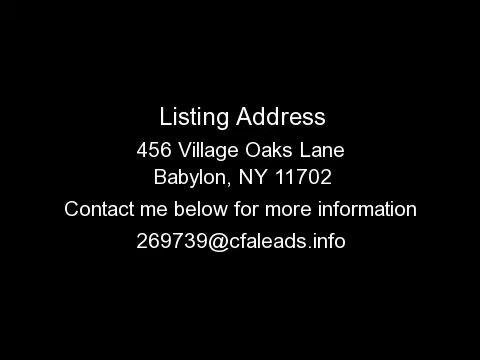 Listing Address
456 Village Oaks Lane
Babylon, NY 11702
Contact me below for more information
269739@cfaleads.info